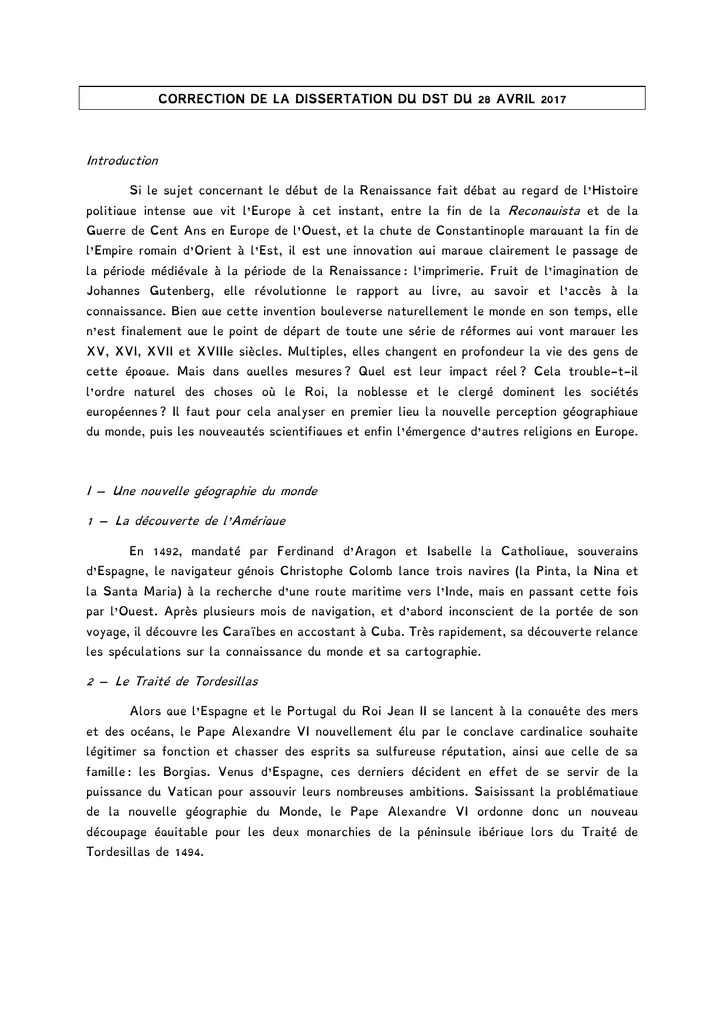 CORRECTION DE LA DISSERTATION DU DST DU 28 AVRIL 2017
Introduction
Si le sujet concernant le début de la Renaissance fait débat au regard de l'Histoire
politique intense que vit l'Europe à cet instant, entre la fin de la Reconquista et de la
Guerre de Cent Ans en Europe de l'Ouest, et la chute de Constantinople marquant la fin de
l'Empire romain d'Orient à l'Est, il est une innovation qui marque clairement le passage de
la période médiévale à la période de la Renaissance : l'imprimerie. Fruit de l'imagination de
Johannes Gutenberg, elle révolutionne le rapport au livre, au savoir et l'accès à la
connaissance. Bien que cette invention bouleverse naturellement le monde en son temps, elle
n'est finalement que le point de départ de toute une série de réformes qui vont marquer les
XV, XVI, XVII et XVIIIe siècles. Multiples, elles changent en profondeur la vie des gens de
cette époque. Mais dans quelles mesures ? Quel est leur impact réel ? Cela trouble-t-il
l'ordre naturel des choses où le Roi, la noblesse et le clergé dominent les sociétés
européennes ? Il faut pour cela analyser en premier lieu la nouvelle perception géographique
du monde, puis les nouveautés scientifiques et enfin l'émergence d'autres religions en Europe.
I – Une nouvelle géographie du monde
1 – La découverte de l'Amérique
En 1492, mandaté par Ferdinand d'Aragon et Isabelle la Catholique, souverains
d'Espagne, le navigateur génois Christophe Colomb lance trois navires (la Pinta, la Nina et
la Santa Maria) à la recherche d'une route maritime vers l'Inde, mais en passant cette fois
par l'Ouest. Après plusieurs mois de navigation, et d'abord inconscient de la portée de son
voyage, il découvre les Caraïbes en accostant à Cuba. Très rapidement, sa découverte relance
les spéculations sur la connaissance du monde et sa cartographie.
2 – Le Traité de Tordesillas
Alors que l'Espagne et le Portugal du Roi Jean II se lancent à la conquête des mers
et des océans, le Pape Alexandre VI nouvellement élu par le conclave cardinalice souhaite
légitimer sa fonction et chasser des esprits sa sulfureuse réputation, ainsi que celle de sa
famille : les Borgias. Venus d'Espagne, ces derniers décident en effet de se servir de la
puissance du Vatican pour assouvir leurs nombreuses ambitions. Saisissant la problématique
de la nouvelle géographie du Monde, le Pape Alexandre VI ordonne donc un nouveau
découpage équitable pour les deux monarchies de la péninsule ibérique lors du Traité de
Tordesillas de 1494.